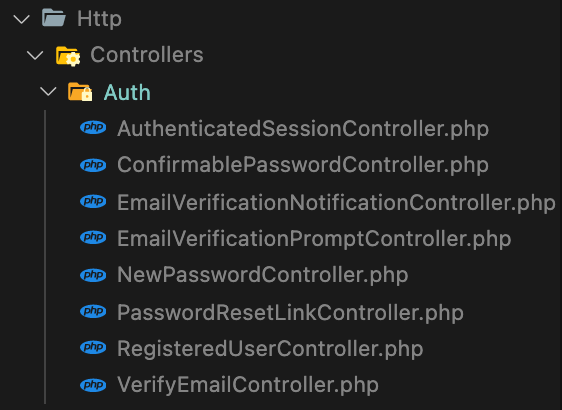 Http
Controllers
Auth
php AuthenticatedSessionController.php
php ConfirmablePasswordController.php
php EmailVerificationNotificationController.php
php EmailVerificationPromptController.php
php NewPasswordController.php
php PasswordResetLinkController.php
php RegisteredUserController.php
php VerifyEmailController.php